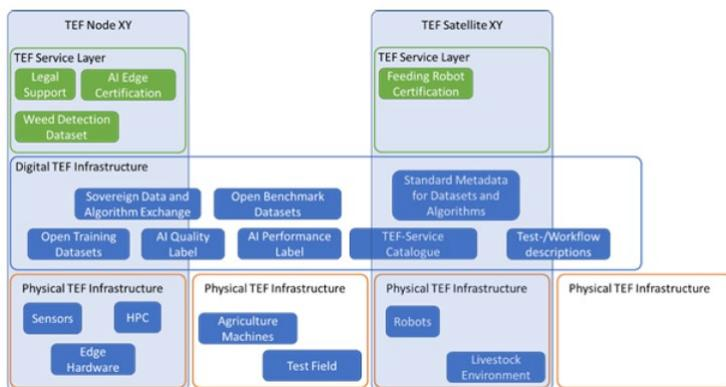 TEF Node XY
TEF Satellite XY
TEF Service Layer
Legal
Support
AI Edge
Certification
Weed Detection
Dataset
TEF Service Layer
Feeding Robot
Certification
Digital TEF Infrastructure
Sovereign Data and
Algorithm Exchange
Open Benchmark
Datasets
Standard Metadata
for Datasets and
Algorithms
Open Training
Datasets
AI Quality
Label
AI Performance
Label
TEF-Service
Catalogue
Test-/Workflow
descriptions
Physical TEF Infrastructure
Sensors
HPC
Edge
Hardware
Physical TEF Infrastructure
Agriculture
Machines
Test Field
Physical TEF Infrastructure
Robots
Livestock
Environment
Physical TEF Infrastructure